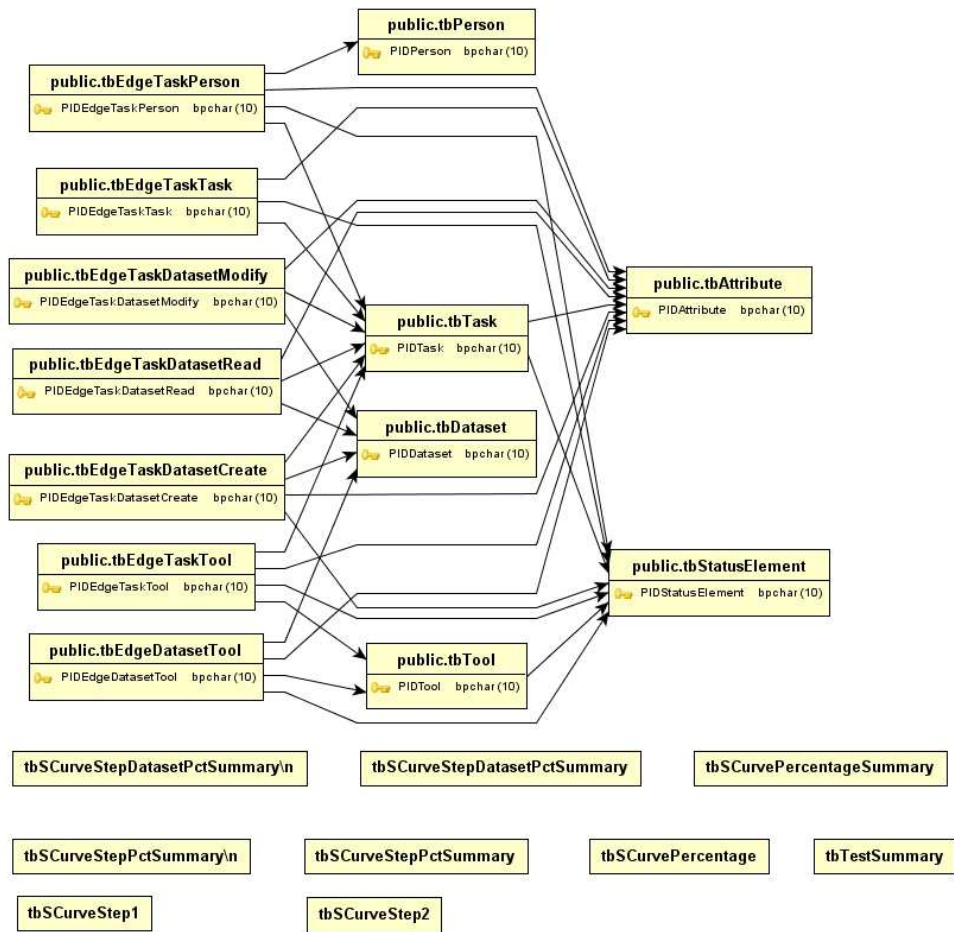 public.tbPerson
PIDPerson bpchar(10)
public.tbEdgeTaskPerson
PIDEdgeTaskPerson bpchar(10)
public.tbEdgeTaskTask
PIDEdgeTaskTask bpchar(10)
public.tbEdgeTaskDatasetModify
PIDEdgeTaskDatasetModify bpchar(10)
public.tbAttribute
PIDAttribute bpchar(10)
public.tbTask
PIDTask bpchar(10)
public.tbEdgeTaskDatasetRead
PIDEdgeTaskDatasetRead bpchar(10)
public.tbDataset
PIDDataset bpchar(10)
public.tbEdgeTaskDatasetCreate
PIDEdgeTaskDatasetCreate bpchar(10)
public.tbEdgeTaskTool
PIDEdgeTaskTool bpchar(10)
public.tbStatusElement
PIDStatusElement bpchar(10)
public.tbEdgeDatasetTool
PIDEdgeDatasetTool bpchar(10)
public.tbTool
PIDTool bpchar(10)
tbSCurveStepDatasetPctSummary\n
tbSCurveStepDatasetPctSummary
tbSCurvePercentageSummary
tbSCurveStepPctSummary\n
tbSCurveStepPctSummary
tbSCurvePercentage
tbTestSummary
tbSCurveStep1
tbSCurveStep2